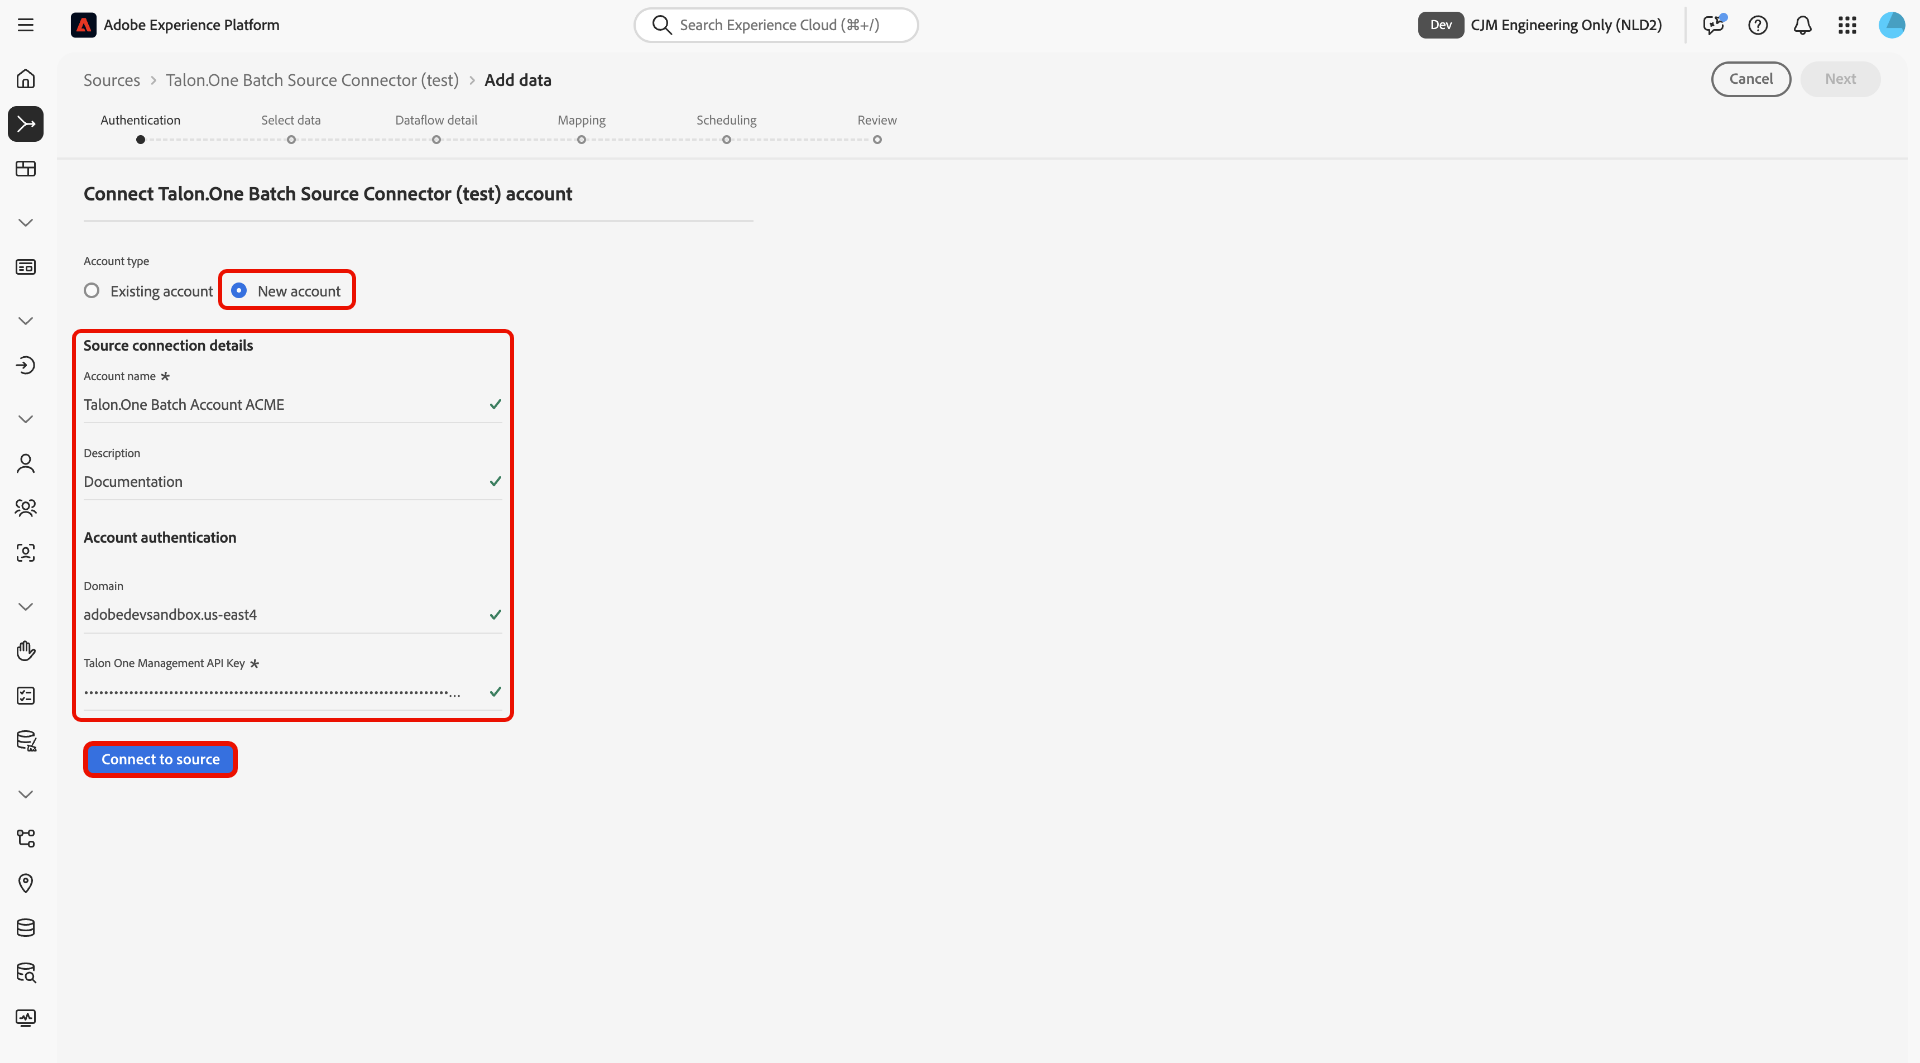 Adobe Experience Platform
Search Experience Cloud (⌘+/)
Dev
CJM Engineering Only (NLD2)
Sources > Talon.One Batch Source Connector (test) > Add data
Cancel
Next
Authentication
Select data
Dataflow detail
Mapping
Scheduling
Review
Connect Talon.One Batch Source Connector (test) account
Account type
Existing account
New account
Source connection details
Account name *
Talon.One Batch Account ACME
Description
Documentation
Account authentication
Domain
adobedevsandbox.us-east4
Talon One Management API Key *
Connect to source